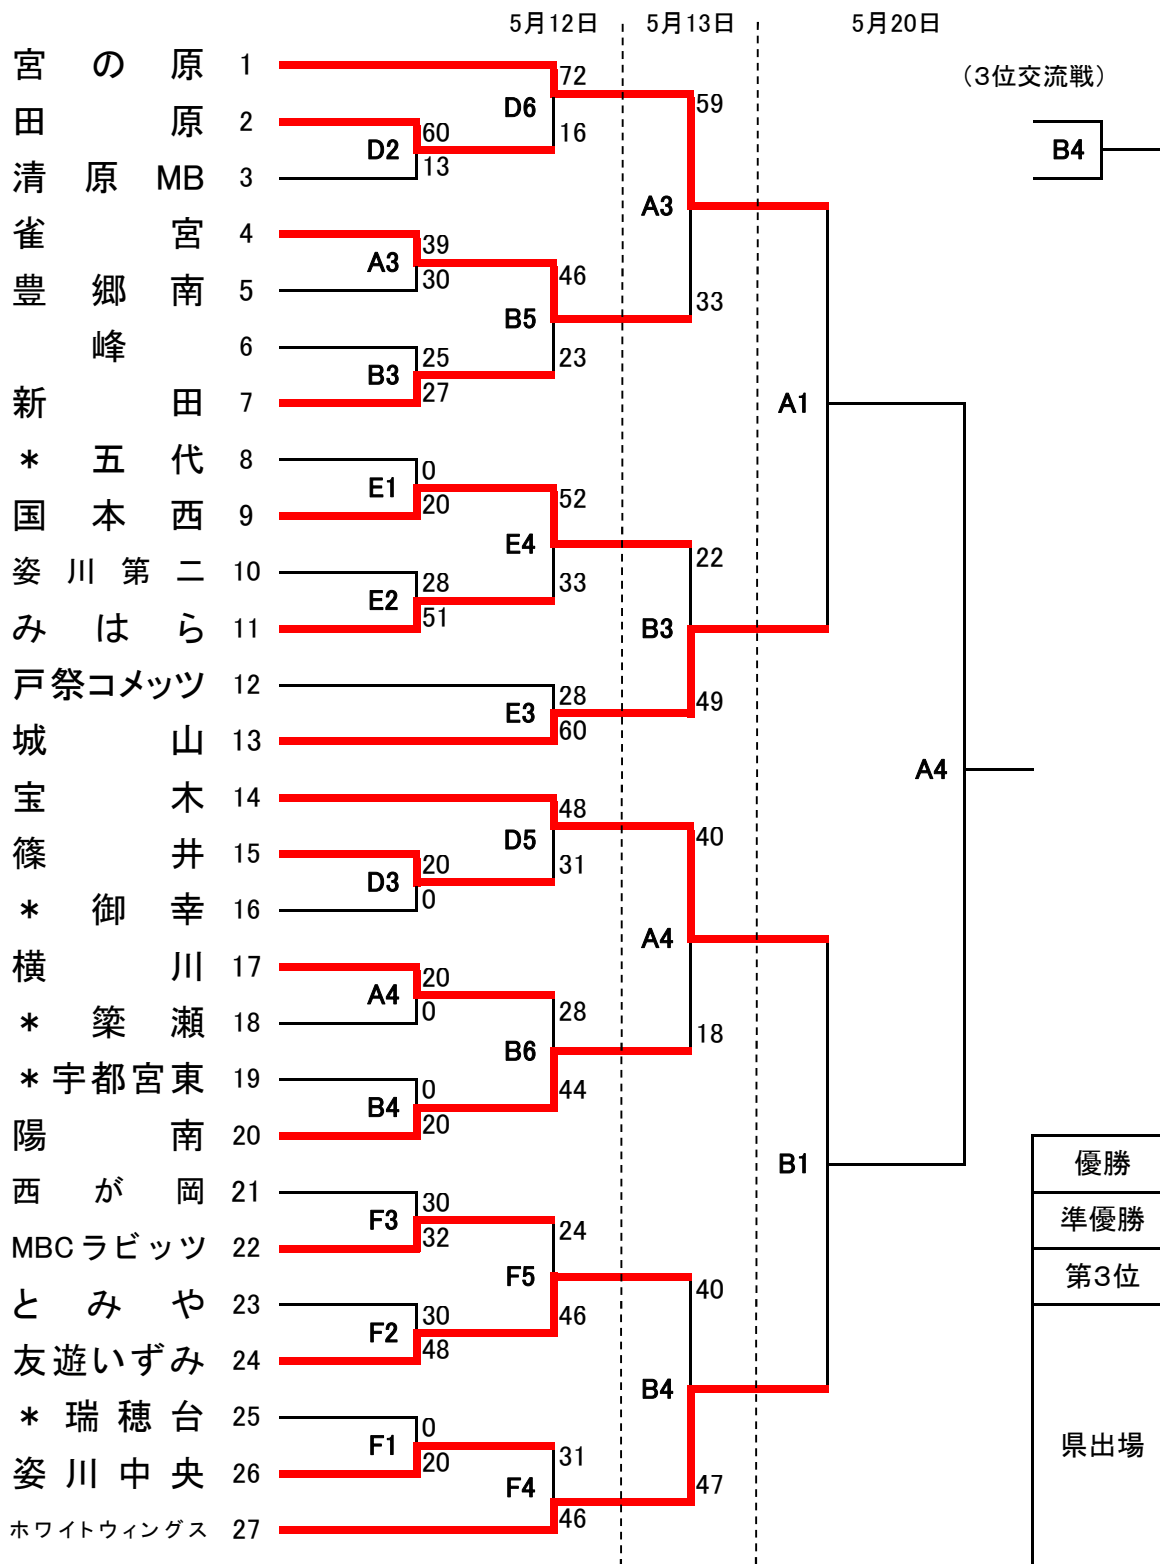 5月12日 5月13日 5月20日
宮の原 1
72
(3位交流戦)
D6
59
田原 2
60
16
D2
B4
13
清原MB 3
A3
雀宮 4
39
A3
30
46
豊郷南 5
33
B5
峰 6
25
23
B3
27
新田 7
A1
*五代 8
0
E1
20
52
国本西 9
E4
22
姿川第二 10
28
33
E2
51
みはら 11
B3
戸祭コメッツ 12
28
49
E3
60
城山 13
A4
宝木 14
48
D5
40
篠井 15
20
31
D3
0
*御幸 16
A4
横川 17
20
A4
0
28
*簗瀬 18
18
B6
*宇都宮東 19
0
44
B4
20
陽南 20
B1
優勝
西が岡 21
30
F3
32
24
準優勝
MBCラビッツ 22
F5
40
第3位
とみや 23
30
46
F2
48
友遊いずみ 24
B4
*瑞穂台 25
0
F1
20
31
県出場
姿川中央 26
F4
47
46
ホワイトウィングス 27